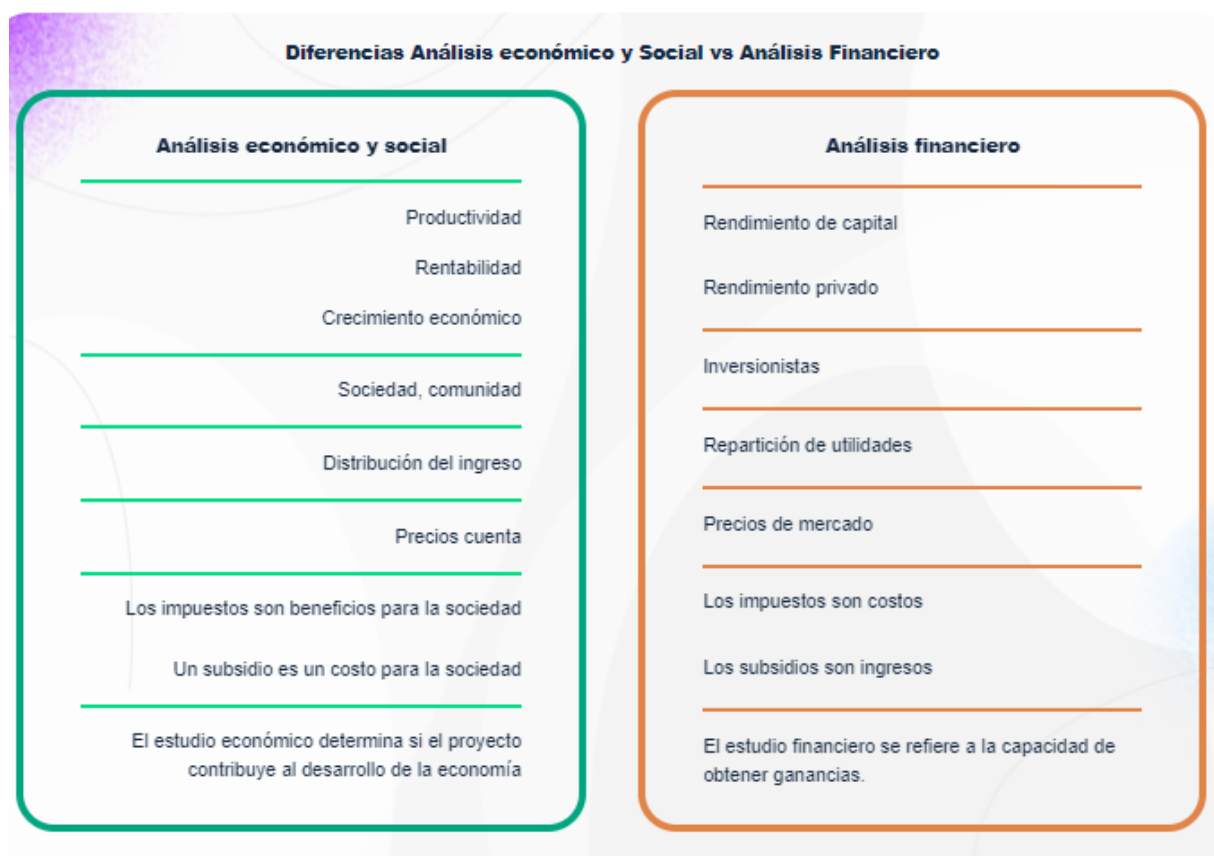 Diferencias Análisis económico y Social vs Análisis Financiero
Análisis económico y social
Productividad
Rentabilidad
Crecimiento económico
Sociedad, comunidad
Distribución del ingreso
Precios cuenta
Los impuestos son beneficios para la sociedad
Un subsidio es un costo para la sociedad
El estudio económico determina si el proyecto
contribuye al desarrollo de la economía
Análisis financiero
Rendimiento de capital
Rendimiento privado
Inversionistas
Repartición de utilidades
Precios de mercado
Los impuestos son costos
Los subsidios son ingresos
El estudio financiero se refiere a la capacidad de
obtener ganancias.